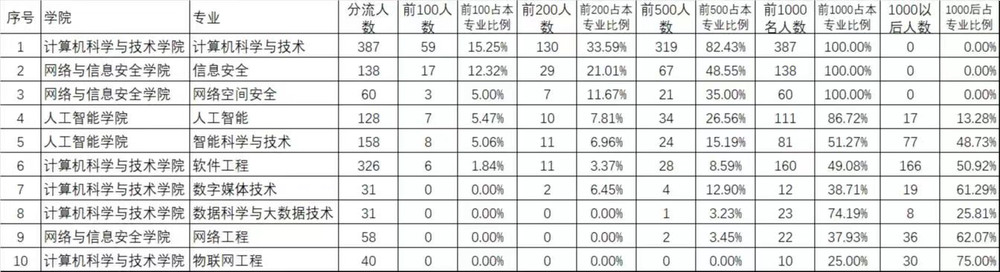 序号 学院 专业 分流人数 前100人数 前100占本专业比例 前200人数 前200占本专业比例 前500人数 前500占本专业比例 前1000名人数 前1000占本专业比例 1000以后人数 1000后占专业比例
1 计算机科学与技术学院 计算机科学与技术 387 59 15.25% 130 33.59% 319 82.43% 387 100.00% 0 0.00%
2 网络与信息安全学院 信息安全 138 17 12.32% 29 21.01% 67 48.55% 138 100.00% 0 0.00%
3 网络与信息安全学院 网络空间安全 60 3 5.00% 7 11.67% 21 35.00% 60 100.00% 0 0.00%
4 人工智能学院 人工智能 128 7 5.47% 10 7.81% 34 26.56% 111 86.72% 17 13.28%
5 人工智能学院 智能科学与技术 158 8 5.06% 11 6.96% 24 15.19% 81 51.27% 77 48.73%
6 计算机科学与技术学院 软件工程 326 6 1.84% 11 3.37% 28 8.59% 160 49.08% 166 50.92%
7 计算机科学与技术学院 数字媒体技术 31 0 0.00% 2 6.45% 4 12.90% 12 38.71% 19 61.29%
8 计算机科学与技术学院 数据科学与大数据技术 31 0 0.00% 0 0.00% 1 3.23% 23 74.19% 8 25.81%
9 网络与信息安全学院 网络工程 58 0 0.00% 0 0.00% 2 3.45% 22 37.93% 36 62.07%
10 计算机科学与技术学院 物联网工程 40 0 0.00% 0 0.00% 0 0.00% 10 25.00% 30 75.00%